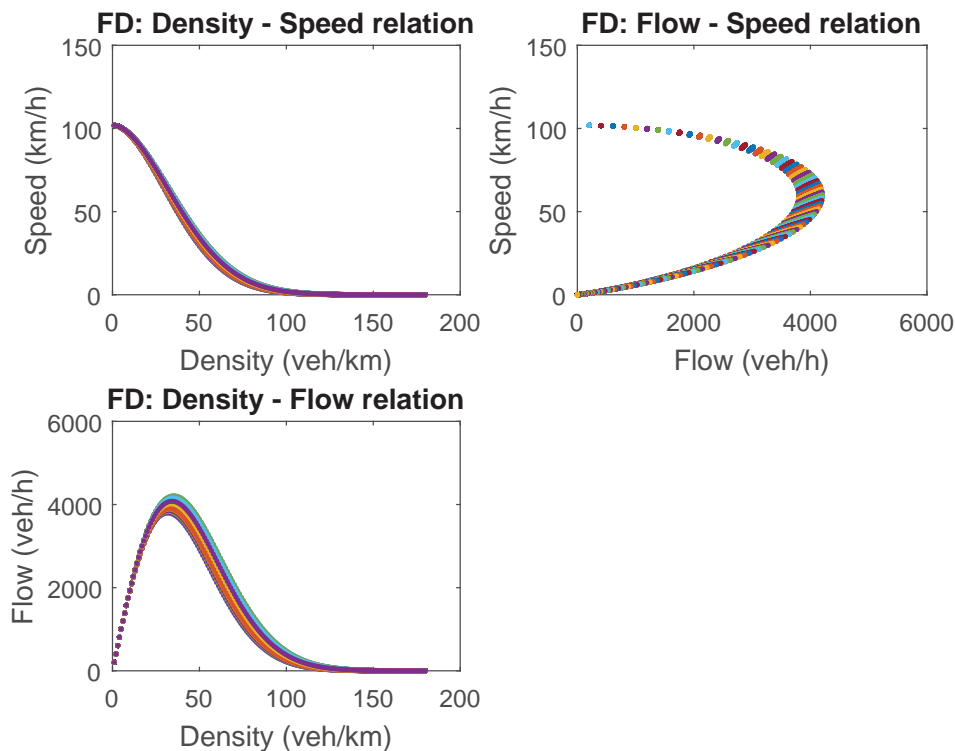 FD: Density - Speed relation
150
100
50
0
Speed (km/h)
0 50 100 150 200
Density (veh/km)
FD: Flow - Speed relation
150
100
50
0
Speed (km/h)
0 2000 4000 6000
Flow (veh/h)
FD: Density - Flow relation
6000
4000
2000
0
Flow (veh/h)
0 50 100 150 200
Density (veh/km)